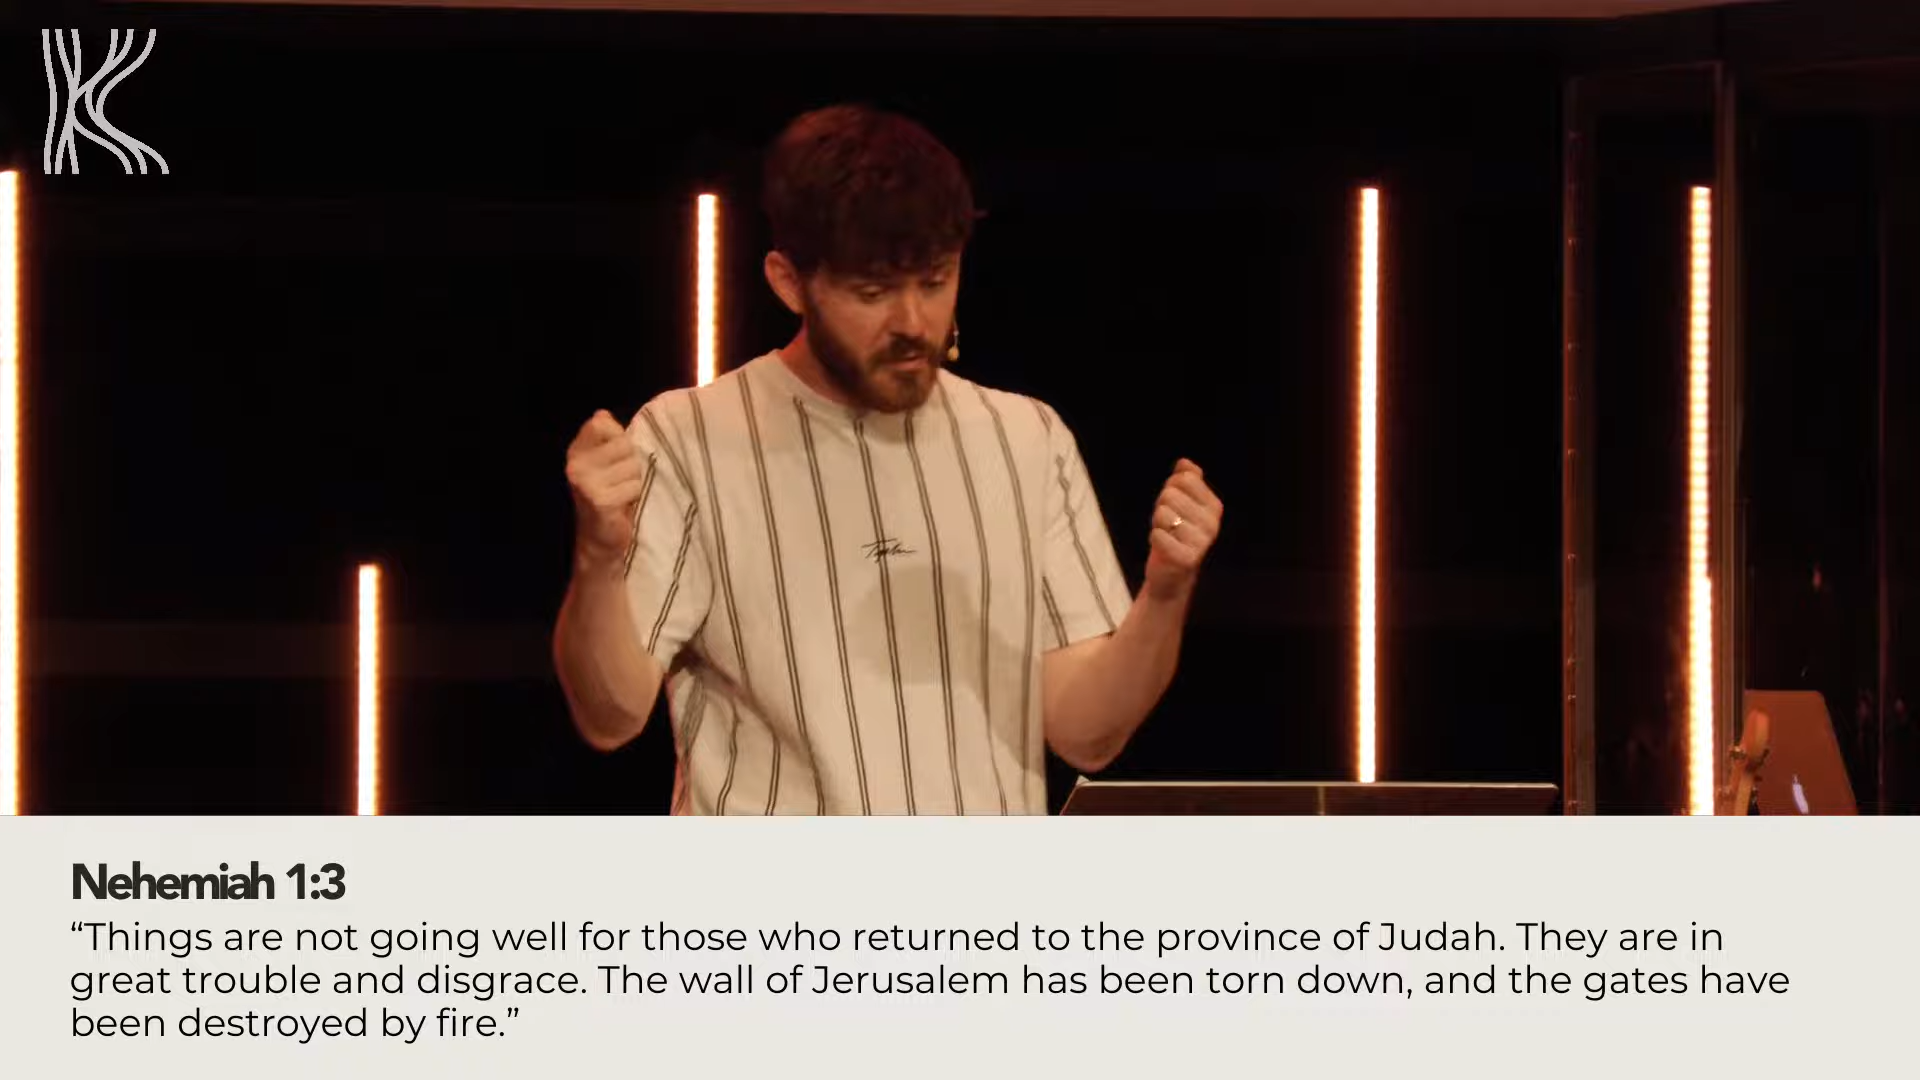 K
Nehemiah 1:3
“Things are not going well for those who returned to the province of Judah. They are in
great trouble and disgrace. The wall of Jerusalem has been torn down, and the gates have
been destroyed by fire.”